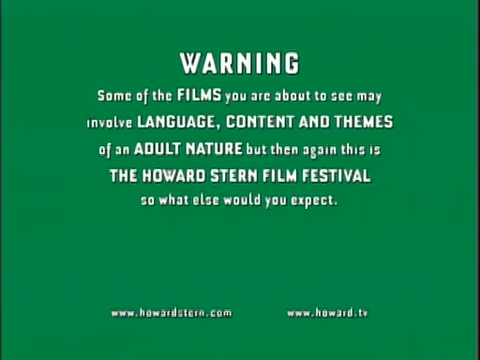 WARNING
Some of the FILMS you are about to see may
involve LANGUAGE, CONTENT AND THEMES
of an ADULT NATURE but then again this is
THE HOWARD STERN FILM FESTIVAL
so what else would you expect.
www.howardstern.com www.howard.tv